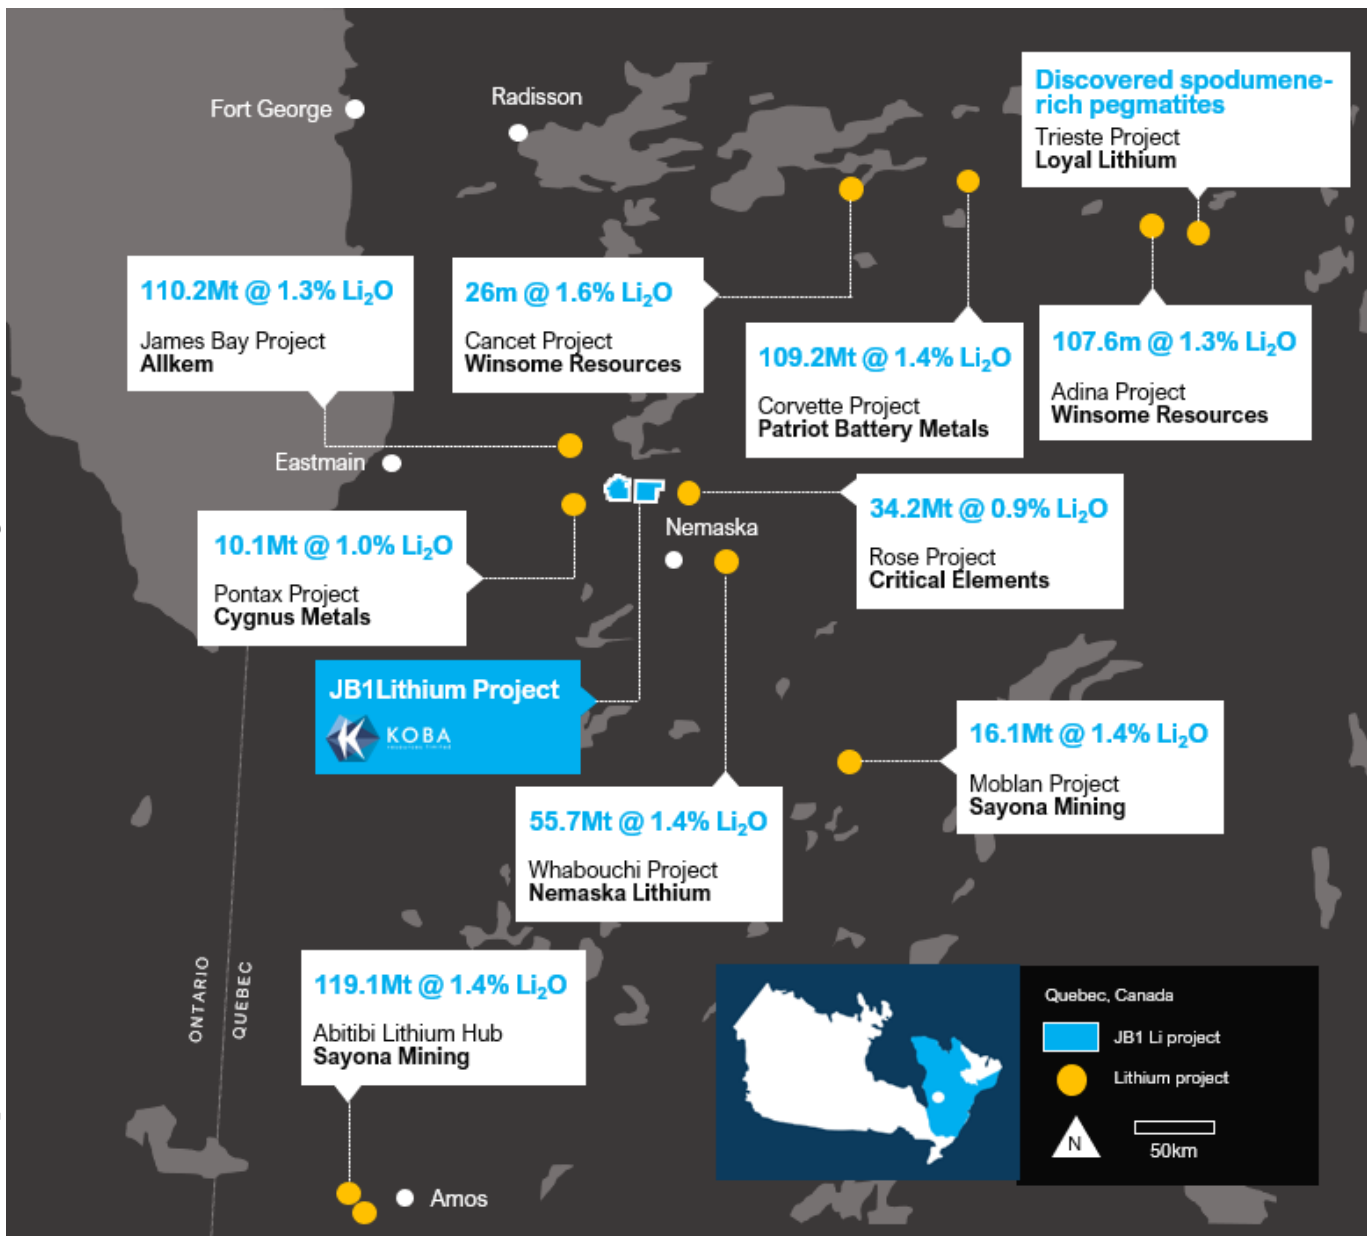 Fort George
Radisson
Discovered spodumene-
rich pegmatites
Trieste Project
Loyal Lithium
110.2Mt @ 1.3% Li₂O
James Bay Project
Allkem
26m @ 1.6% Li₂O
Cancet Project
Winsome Resources
109.2Mt @ 1.4% Li₂O
Corvette Project
Patriot Battery Metals
107.6m @ 1.3% Li₂O
Adina Project
Winsome Resources
Eastmain
34.2Mt @ 0.9% Li₂O
Rose Project
Critical Elements
Nemaska
10.1Mt @ 1.0% Li₂O
Pontax Project
Cygnus Metals
JB1Lithium Project
KOBA
resources limited
16.1Mt @ 1.4% Li₂O
Moblan Project
Sayona Mining
55.7Mt @ 1.4% Li₂O
Whabouchi Project
Nemaska Lithium
ONTARIO
QUEBEC
119.1Mt @ 1.4% Li₂O
Abitibi Lithium Hub
Sayona Mining
Amos
Quebec, Canada
JB1 Li project
Lithium project
N
50km